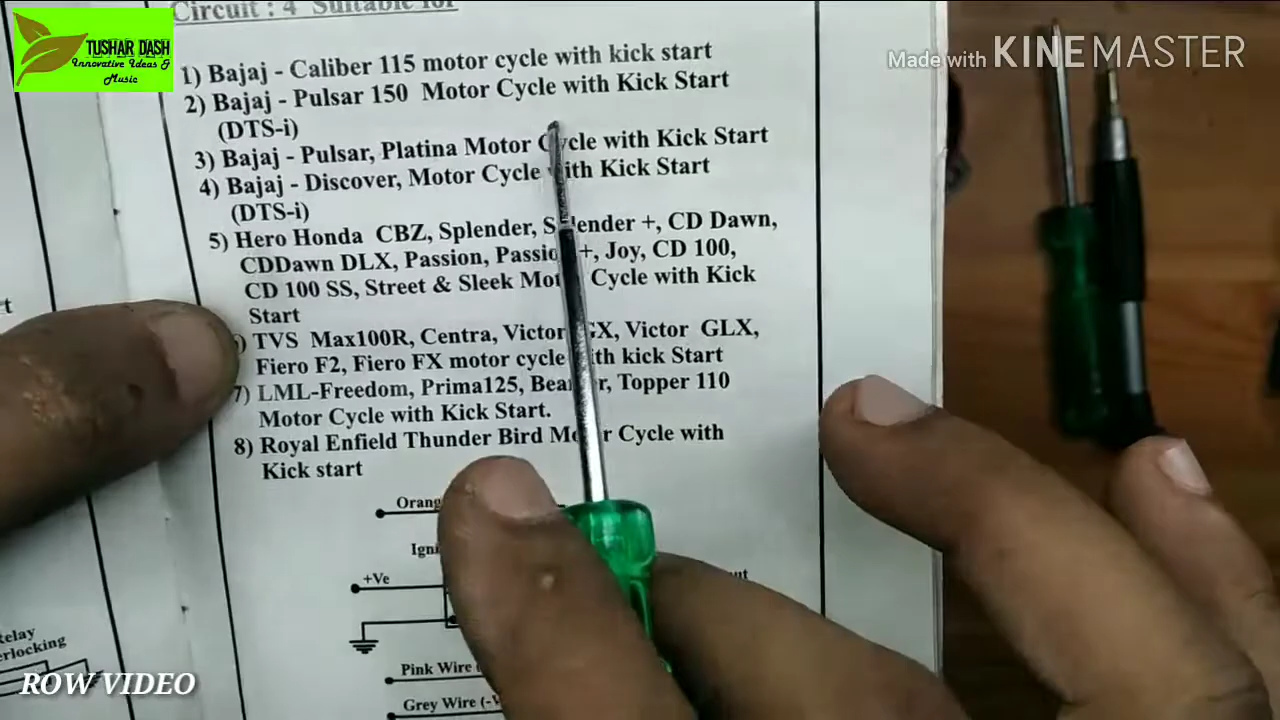 Circuit : 4 Suitable for
TUSHAR DASH
Innovative Ideas &
Music
Made with KINEMASTER
1) Bajaj - Caliber 115 motor cycle with kick start
2) Bajaj - Pulsar 150 Motor Cycle with Kick Start
(DTS-i)
3) Bajaj - Pulsar, Platina Motor Cycle with Kick Start
4) Bajaj - Discover, Motor Cycle with Kick Start
(DTS-i)
5) Hero Honda CBZ, Splender, Splender +, CD Dawn,
CDDawn DLX, Passion, Passion +, Joy, CD 100,
CD 100 SS, Street & Sleek Motor Cycle with Kick
Start
) TVS Max100R, Centra, Victor GX, Victor GLX,
Fiero F2, Fiero FX motor cycle with kick Start
7) LML-Freedom, Prima125, Topper 110
Motor Cycle with Kick Start.
8) Royal Enfield Thunder Bird Motor Cycle with
Kick start
+Ve
Pink Wire
Grey Wire (-V
Relay
ROW VIDEO